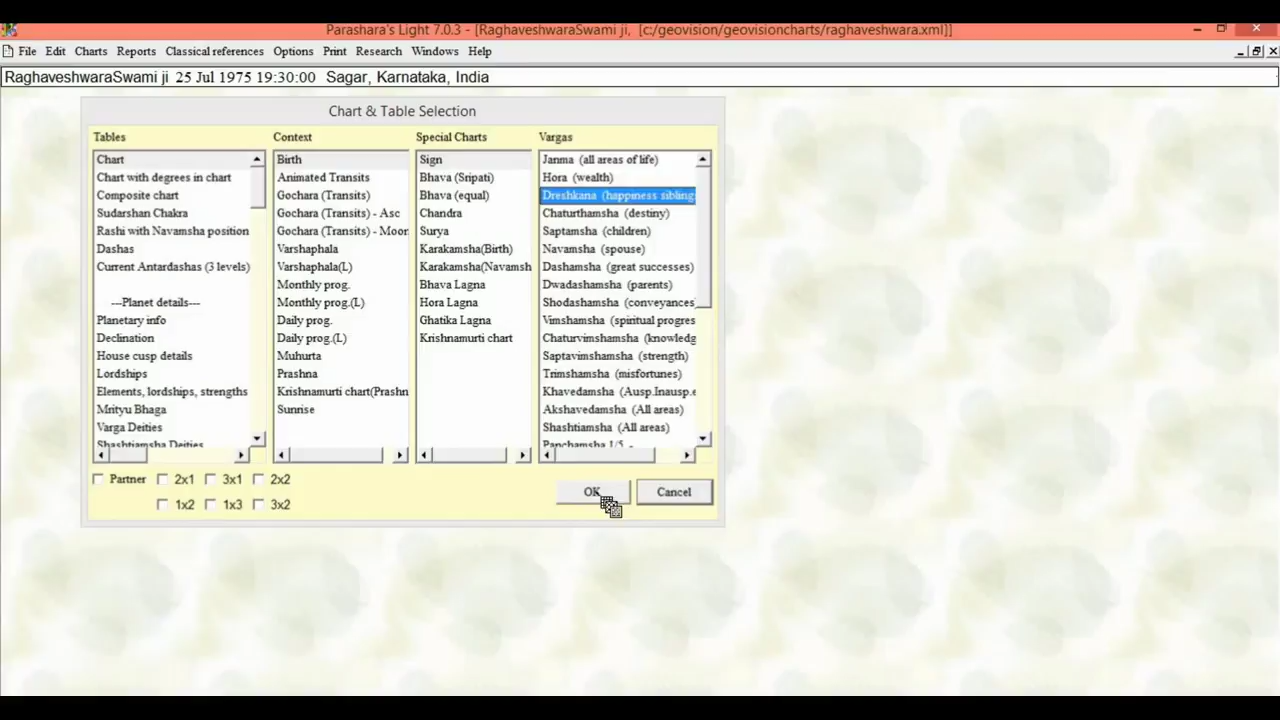 Parashara's Light 7.0.3 - [RaghaveshwaraSwami ji, [c:/geovision/geovisioncharts/raghaveshwara.xml]]
File Edit Charts Reports Classical references Options Print Research Windows Help
RaghaveshwaraSwami ji 25 Jul 1975 19:30:00 Sagar, Karnataka, India
Chart & Table Selection
Tables
Chart
Chart with degrees in chart
Composite chart
Sudarshan Chakra
Rashi with Navamsha position
Dashas
Current Antardashas (3 levels)
---Planet details---
Planetary info
Declination
House cusp details
Lordships
Elements, lordships, strengths
Mrityu Bhaga
Varga Deities
Shashtiamsha Deities
Context
Birth
Animated Transits
Gochara (Transits)
Gochara (Transits) - Asc
Gochara (Transits) - Moon
Varshaphala
Varshaphala(L)
Monthly prog.
Monthly prog.(L)
Daily prog.
Daily prog.(L)
Muhurta
Prashna
Krishnamurti chart(Prashn
Sunrise
Special Charts
Sign
Bhava (Sripati)
Bhava (equal)
Chandra
Surya
Karakamsha(Birth)
Karakamsha(Navamsh
Bhava Lagna
Hora Lagna
Ghatika Lagna
Krishnamurti chart
Vargas
Janma (all areas of life)
Hora (wealth)
Dreshkana (happiness sibling
Chaturthamsha (destiny)
Saptamsha (children)
Navamsha (spouse)
Dashamsha (great successes)
Dwadashamsha (parents)
Shodashamsha (conveyances
Vimshamsha (spiritual progres
Chaturvimshamsha (knowledg
Saptavimshamsha (strength)
Trimshamsha (misfortunes)
Khavedamsha (Ausp.Inausp.e
Akshavedamsha (All areas)
Shashtiamsha (All areas)
Panchamsha 1/5 -
Partner 2x1 3x1 2x2
1x2 1x3 3x2
OK Cancel